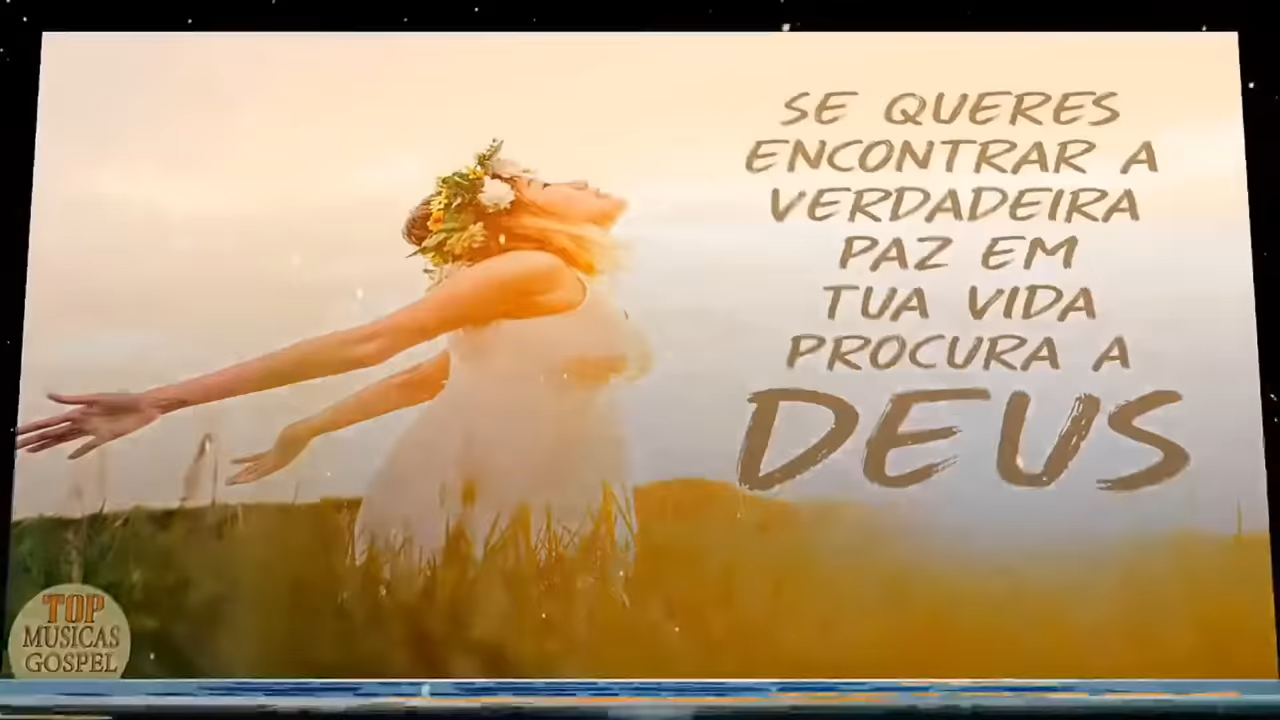 SE QUERES
ENCONTRAR A
VERDADEIRA
PAZ EM
TUA VIDA
PROCURA A
DEUS
TOP
MUSICAS
GOSPEL